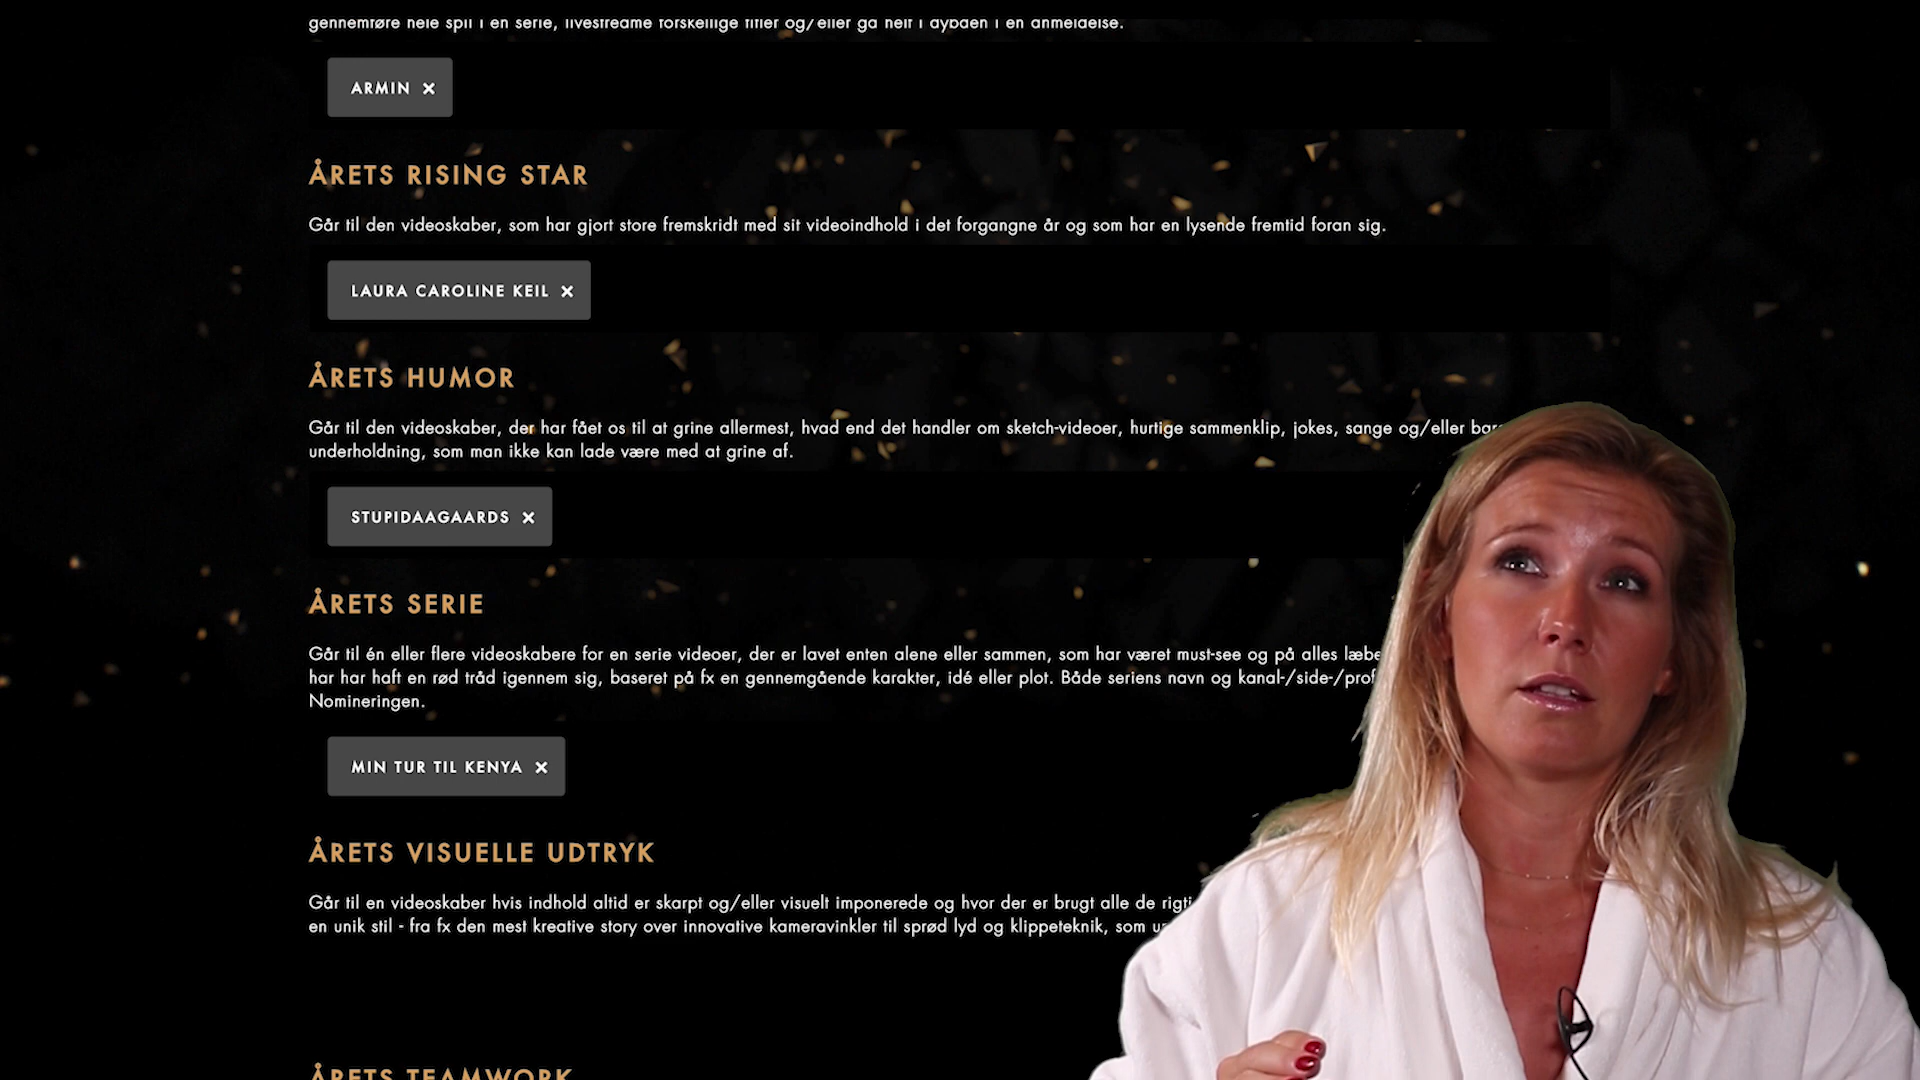 gennemføre hele spil i en serie, livestreame forskellige titler og/eller gå helt i dybden i en anmeldelse.
ARMIN ×
ÅRETS RISING STAR
Går til den videoskaber, som har gjort store fremskridt med sit videoindhold i det forgangne år og som har en lysende fremtid foran sig.
LAURA CAROLINE KEIL ×
ÅRETS HUMOR
Går til den videoskaber, der har fået os til at grine allermest, hvad end det handler om sketch-videoer, hurtige sammenklip, jokes, sange og/eller
underholdning, som man ikke kan lade være med at grine af.
STUPIDAAGAARDS ×
ÅRETS SERIE
Går til én eller flere videoskabere for en serie videoer, der er lavet enten alene eller sammen, som har været must-see og på alles
har har haft en rød tråd igennem sig, baseret på fx en gennemgående karakter, idé eller plot. Både seriens navn og
Nomineringen.
MIN TUR TIL KENYA ×
ÅRETS VISUELLE UDTRYK
Går til en videoskaber hvis indhold altid er skarpt og/eller visuelt imponerede og hvor der er brugt alle de
en unik stil - fra fx den mest kreative story over innovative kameravinkler til sprød lyd og klippeteknik, som
ÅRETS TEAMWORK